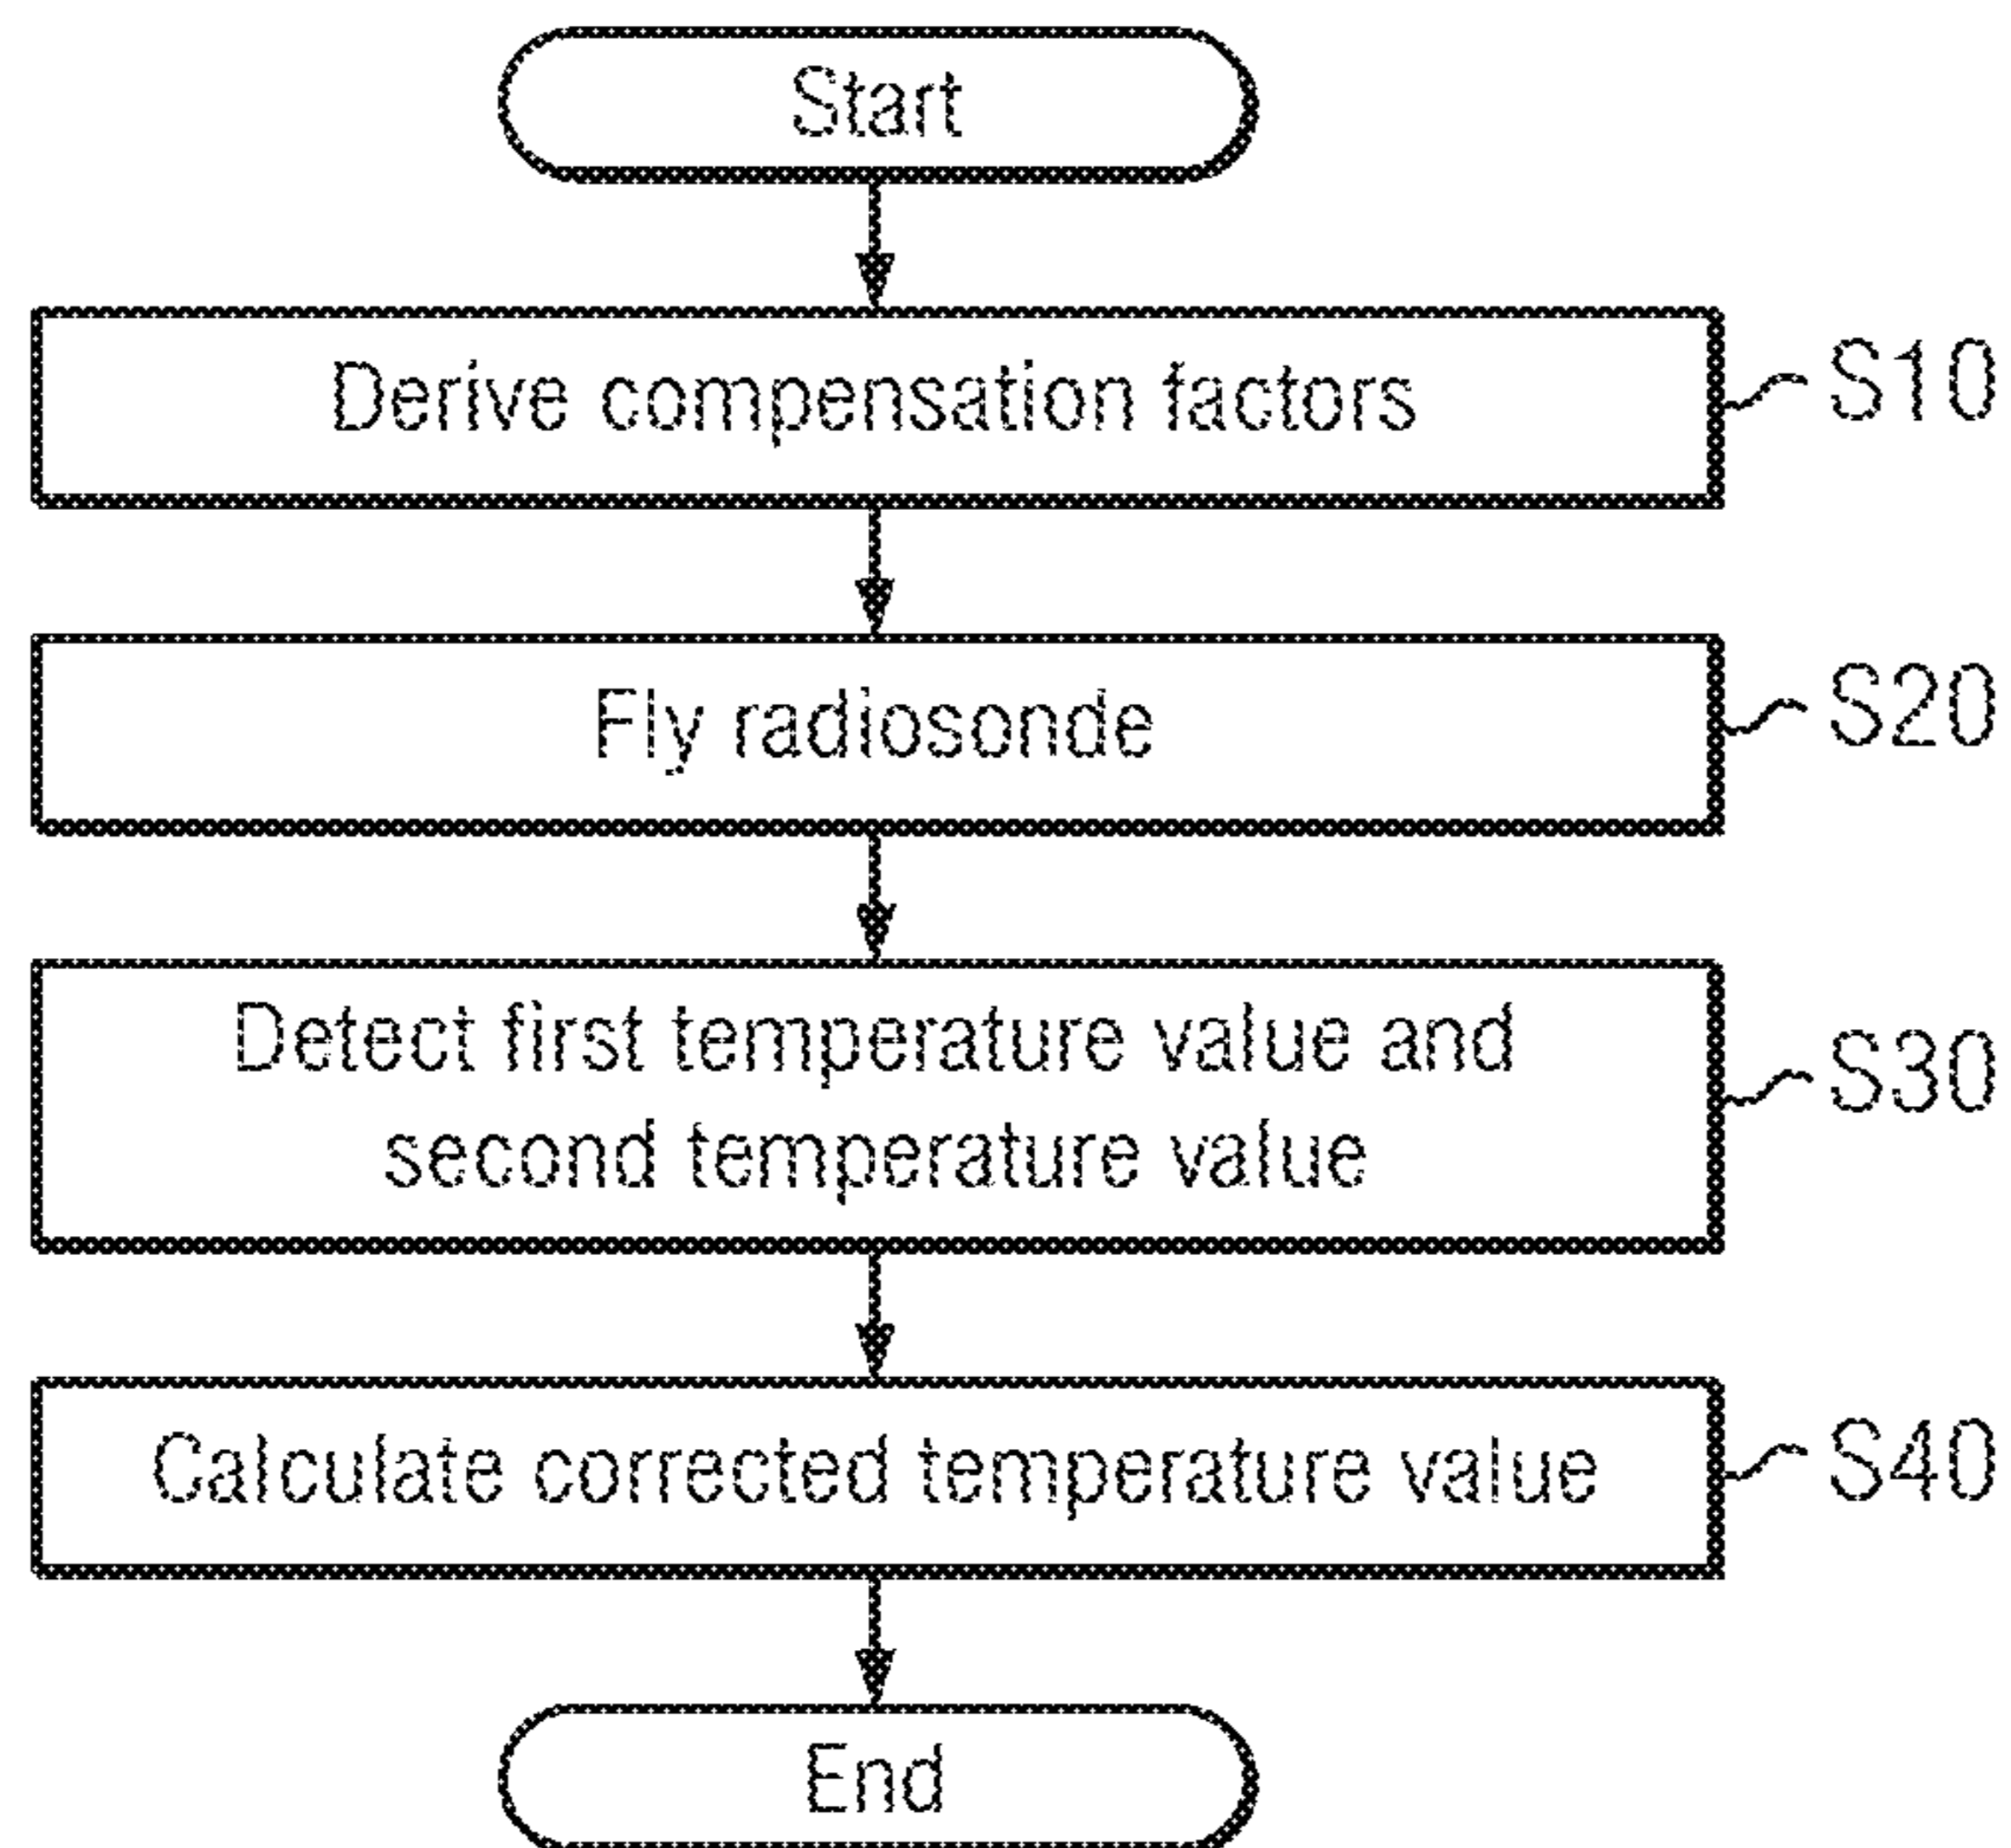 Start
Derive compensation factors
S10
Fly radiosonde
S20
Detect first temperature value and
second temperature value
S30
Calculate corrected temperature value
S40
End